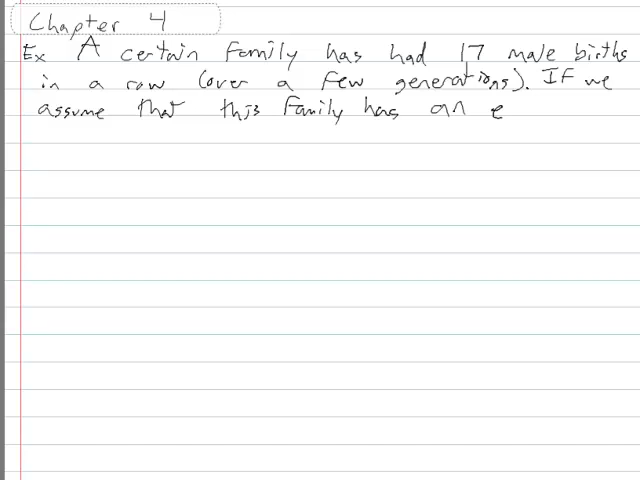 Chapter 4
Ex A certain family has had 17 male births
in a row (over a few generations). If we
assume that this family has an e